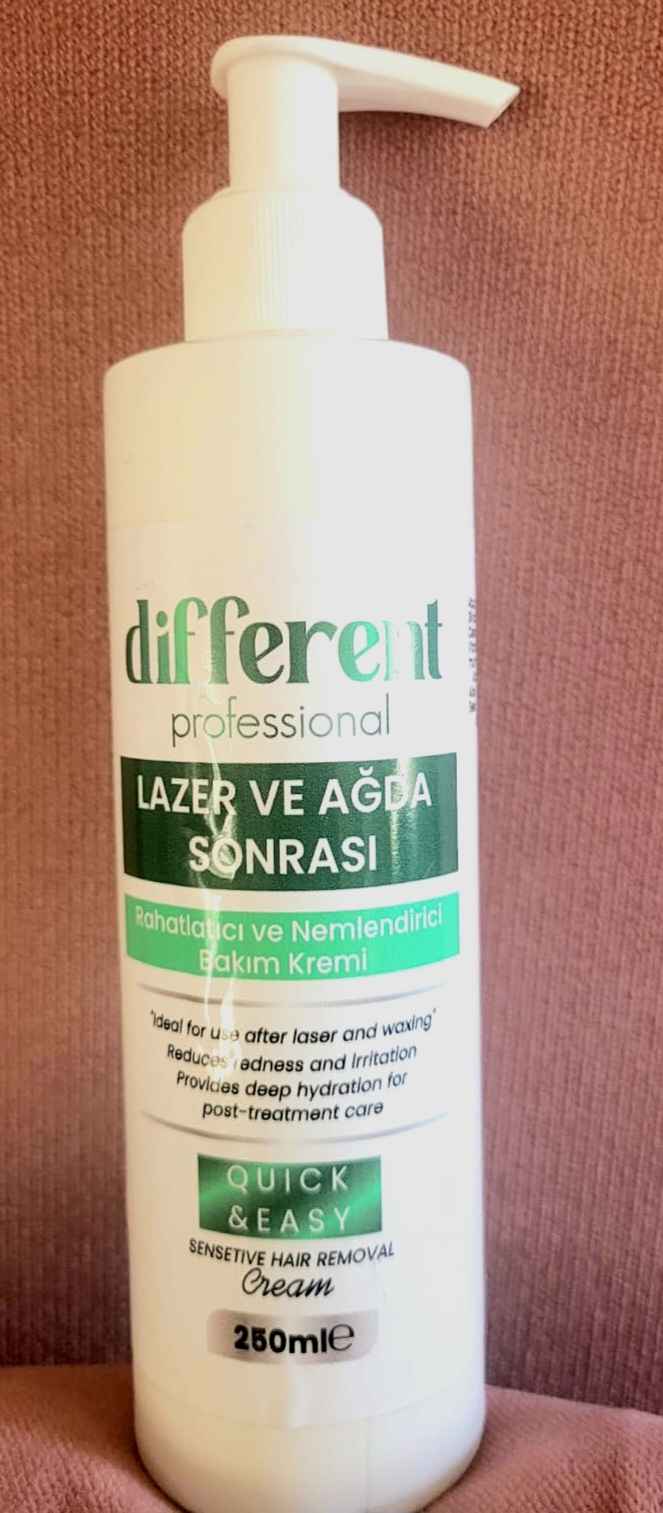 different
professional
LAZER VE AĞDA
SONRASI
Rahatlatıcı ve Nemlendirici
Bakım Kremi
"Ideal for use after laser and waxing"
Reduces redness and Irritation
Provides deep hydration for
post-treatment care
QUICK
&EASY
SENSETIVE HAIR REMOVAL
Cream
250ml℮